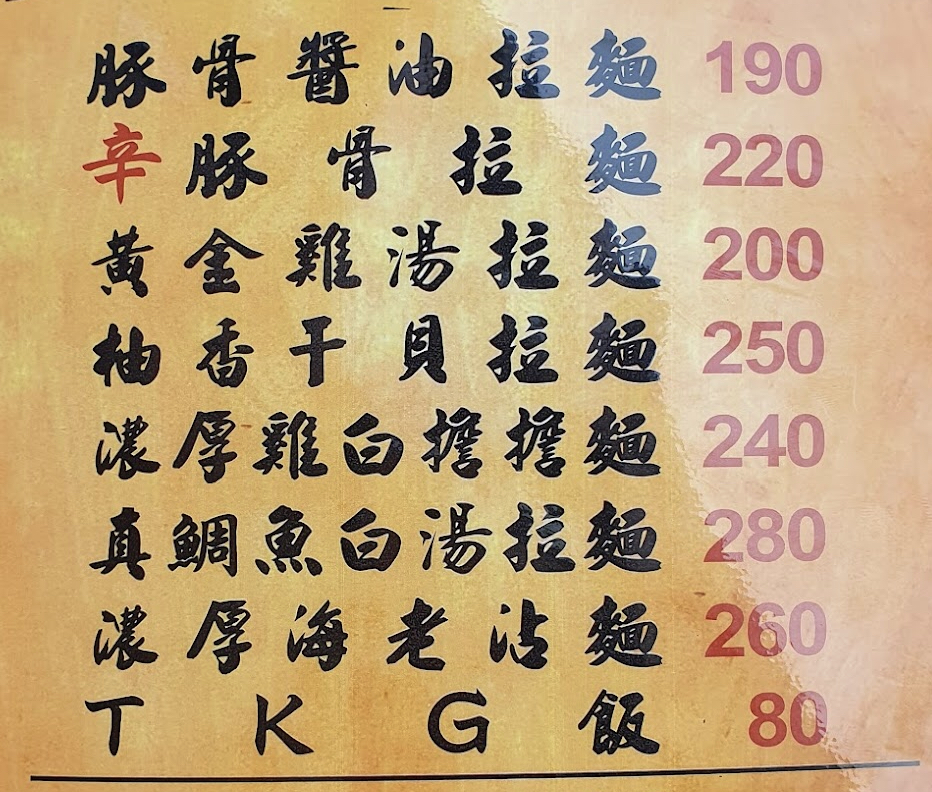 豚骨醬油拉麵 190
辛豚骨拉麵 220
黃金雞湯拉麵 200
柚香干貝拉麵 250
濃厚雞白擔擔麵 240
真鯛魚白湯拉麵 280
濃厚海老沾麵 260
TKG飯 80